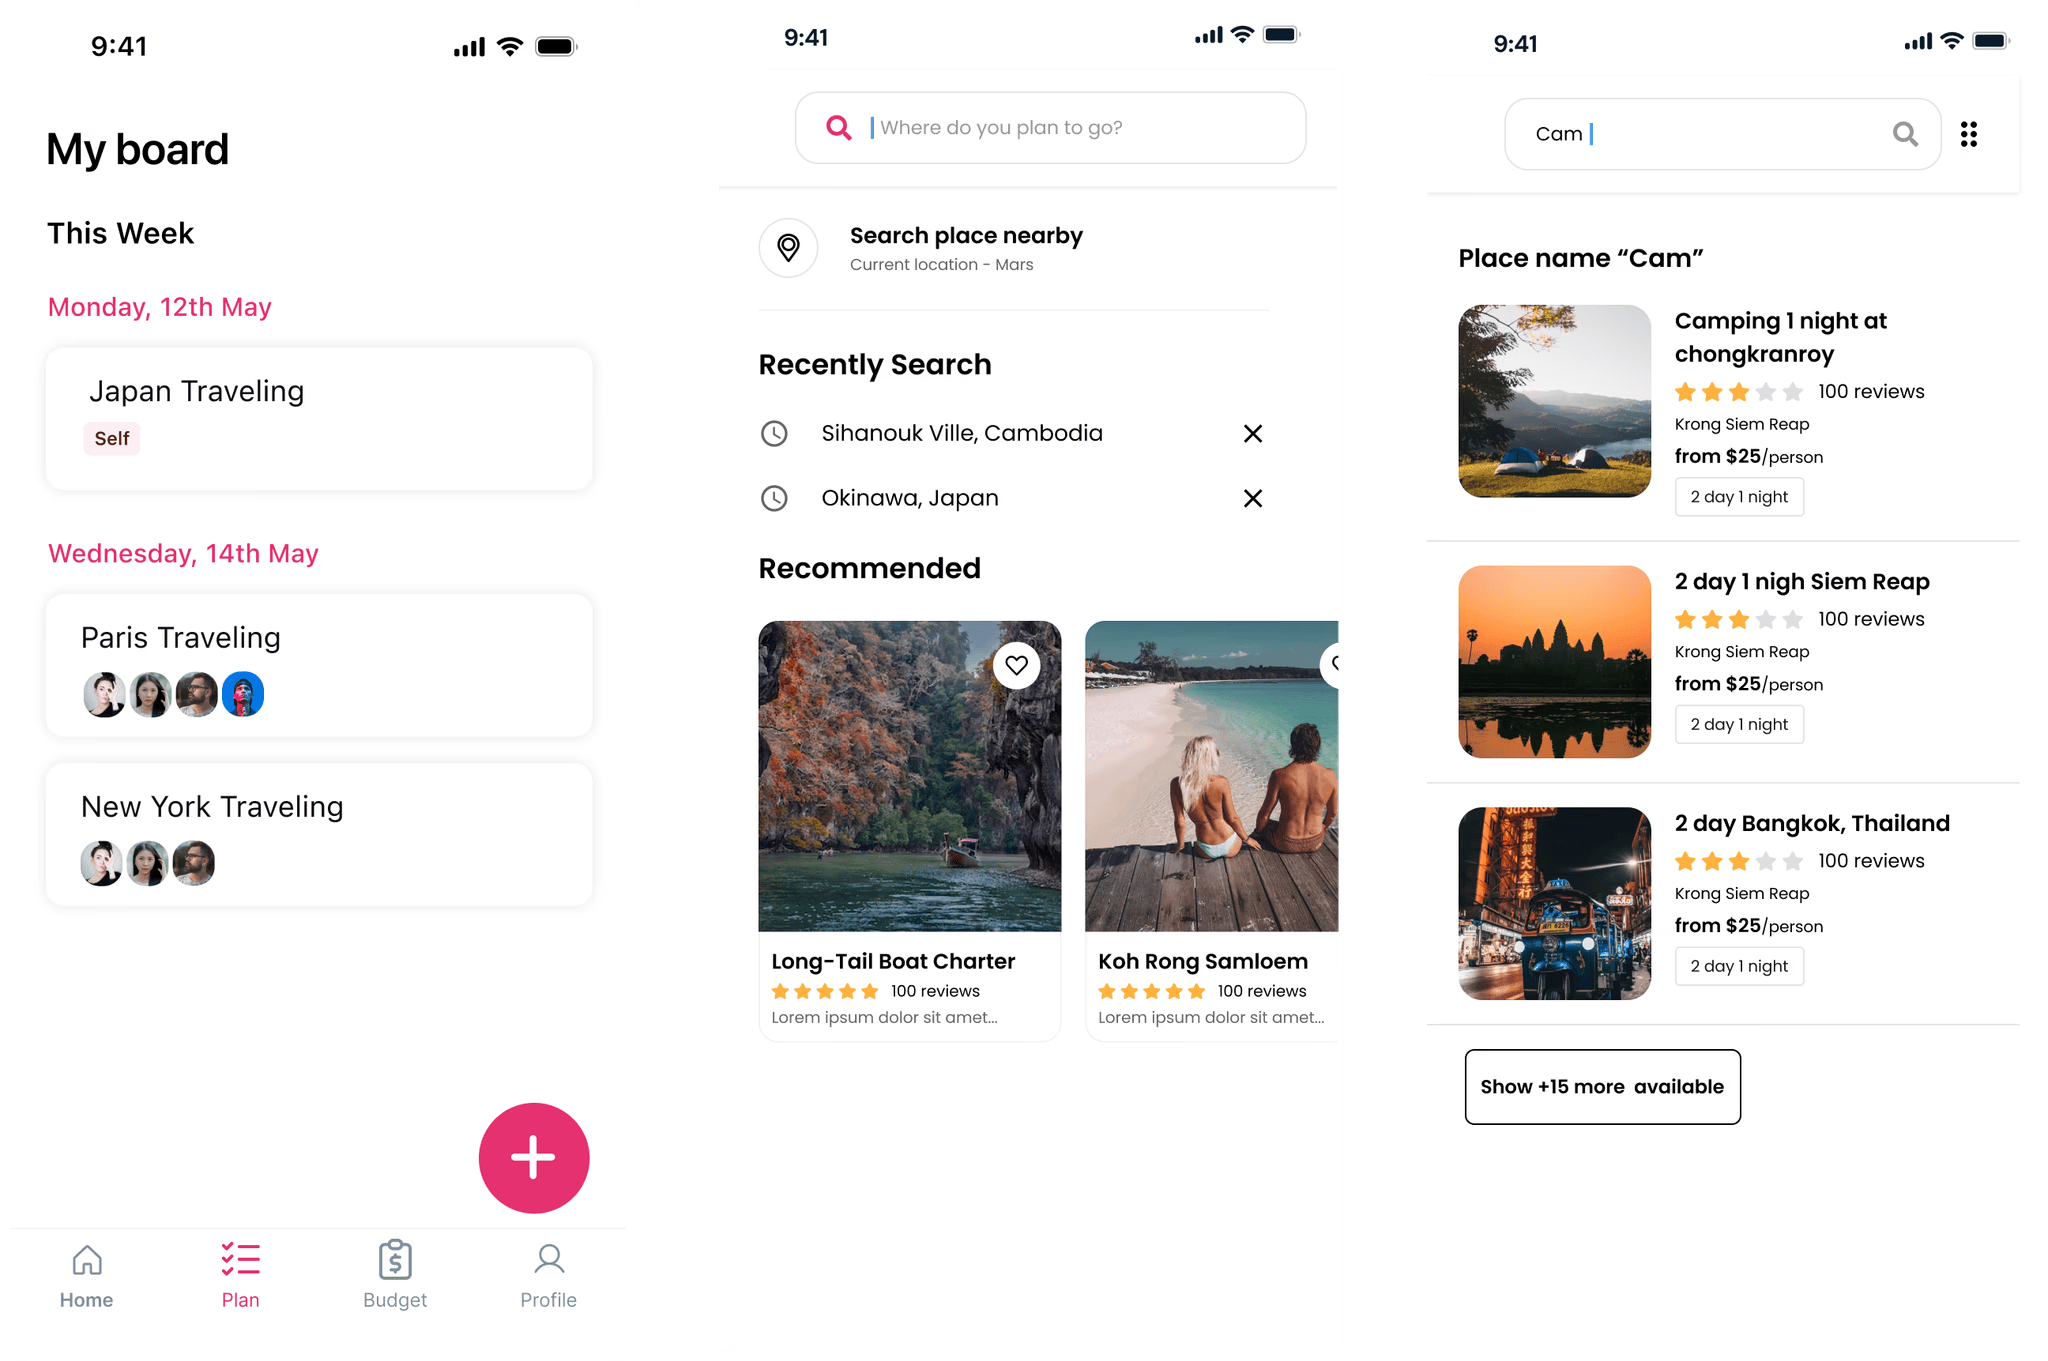 9:41
My board
This Week
Monday, 12th May
Japan Traveling
Self
Wednesday, 14th May
Paris Traveling
New York Traveling
Home
Plan
Budget
Profile
9:41
Where do you plan to go?
Search place nearby
Current location - Mars
Recently Search
Sihanouk Ville, Cambodia
Okinawa, Japan
Recommended
Long-Tail Boat Charter
100 reviews
Lorem ipsum dolor sit amet...
Koh Rong Samloem
100 reviews
Lorem ipsum dolor sit amet...
9:41
Cam
Place name “Cam”
Camping 1 night at
chongkranroy
100 reviews
Krong Siem Reap
from $25/person
2 day 1 night
2 day 1 nigh Siem Reap
100 reviews
Krong Siem Reap
from $25/person
2 day 1 night
2 day Bangkok, Thailand
100 reviews
Krong Siem Reap
from $25/person
2 day 1 night
Show +15 more available